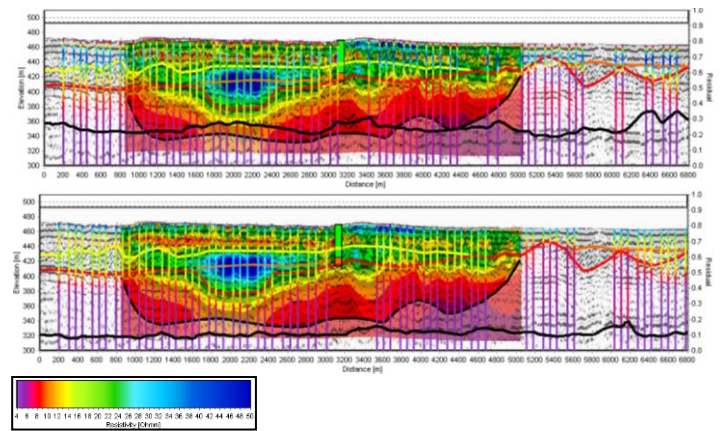 500 480 460 440 420 400 380 360 340 320 300
Elevation [m]
1.0 0.9 0.8 0.7 0.6 0.5 0.4 0.3 0.2 0.1 0.0
Residual
0 200 400 600 800 1000 1200 1400 1600 1800 2000 2200 2400 2600 2800 3000 3200 3400 3600 3800 4000 4200 4400 4600 4800 5000 5200 5400 5600 5800 6000 6200 6400 6600 6800
Distance [m]
500 480 460 440 420 400 380 360 340 320 300
Elevation [m]
1.0 0.9 0.8 0.7 0.6 0.5 0.4 0.3 0.2 0.1 0.0
Residual
0 200 400 600 800 1000 1200 1400 1600 1800 2000 2200 2400 2600 2800 3000 3200 3400 3600 3800 4000 4200 4400 4600 4800 5000 5200 5400 5600 5800 6000 6200 6400 6600 6800
Distance [m]
4 6 8 10 12 14 16 18 20 22 24 26 28 30 32 34 36 38 40 42 44 46 48 50
Resistivity [Ohmm]